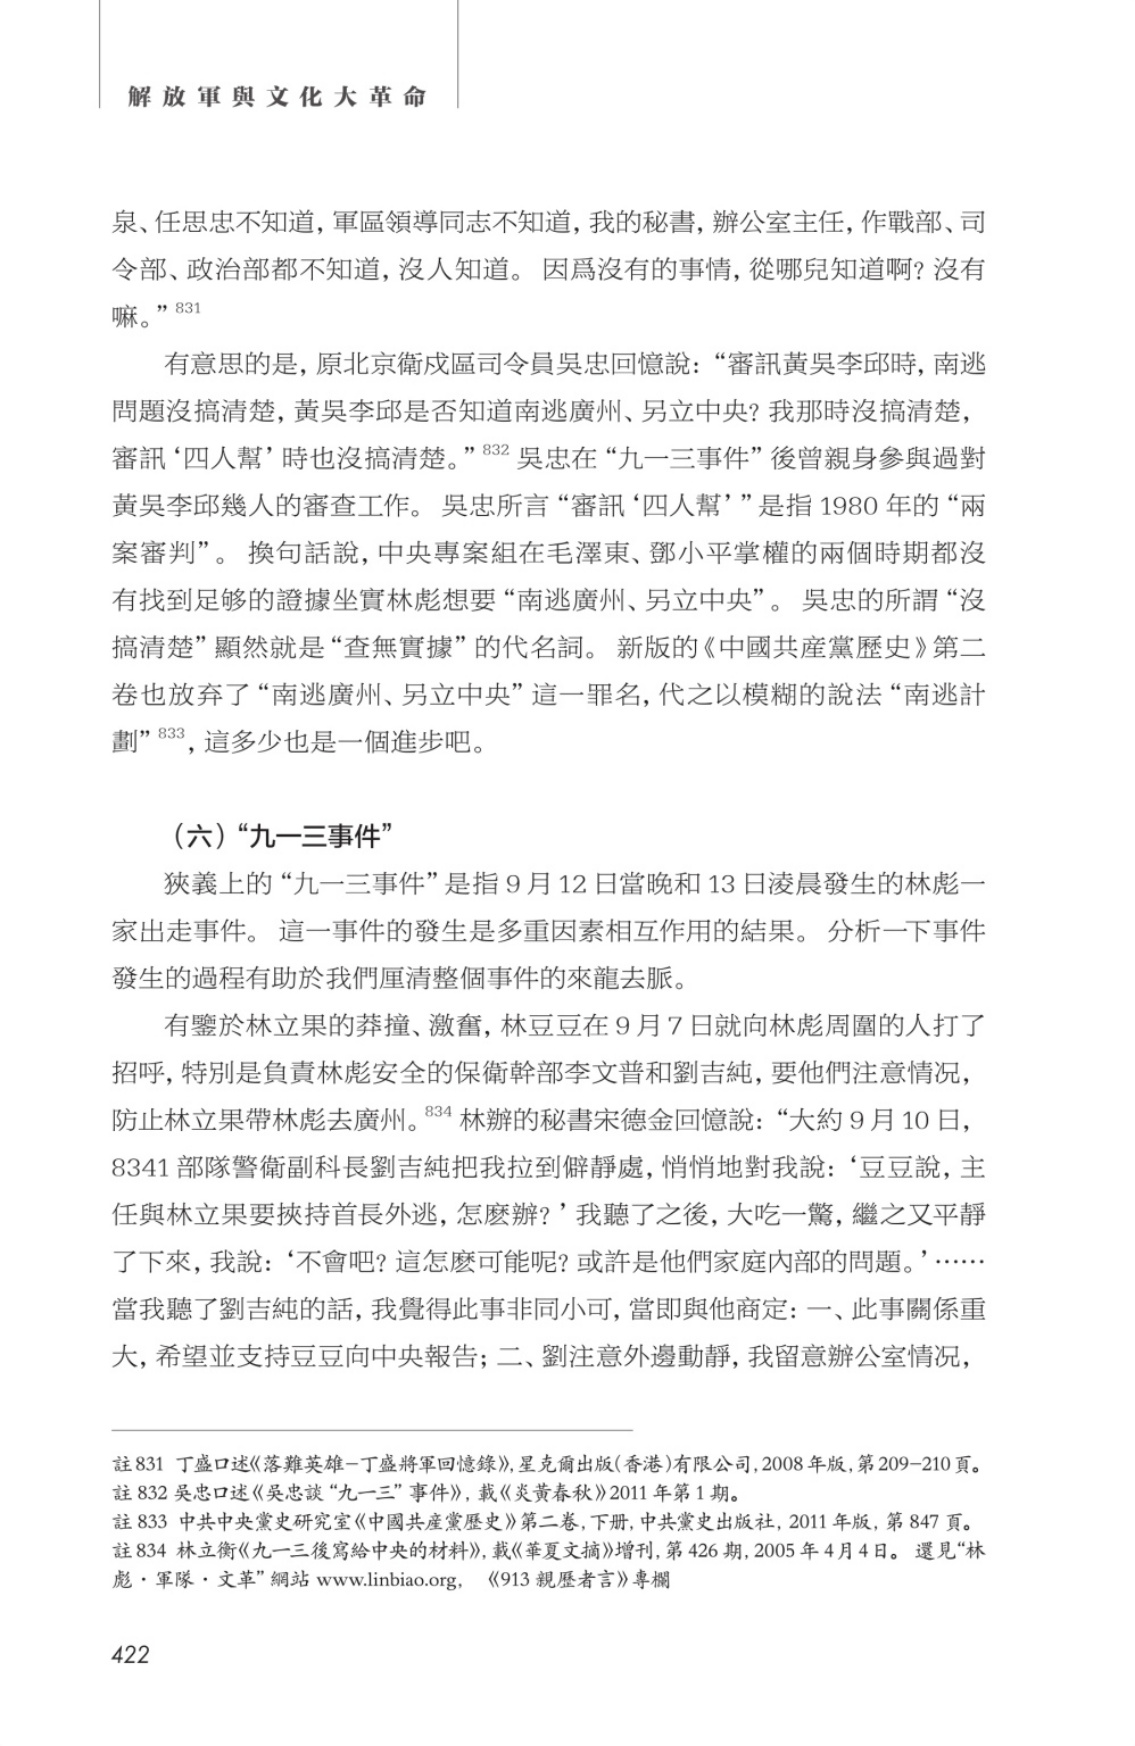 解放軍與文化大革命
泉、任思忠不知道，軍區領導同志不知道，我的秘書，辦公室主任，作戰部、司
令部、政治部都不知道，沒人知道。 因爲沒有的事情，從哪兒知道啊？沒有
嘛。” 831
有意思的是，原北京衛戍區司令員吳忠回憶說：“審訊黃吳李邱時，南逃
問題沒搞清楚，黃吳李邱是否知道南逃廣州、另立中央？我那時沒搞清楚，
審訊‘四人幫’時也沒搞清楚。” 832 吳忠在“九一三事件”後曾親身參與過對
黃吳李邱幾人的審查工作。 吳忠所言“審訊‘四人幫’”是指 1980 年的“兩
案審判”。 換句話說，中央專案組在毛澤東、鄧小平掌權的兩個時期都沒
有找到足够的證據坐實林彪想要“南逃廣州、另立中央”。 吳忠的所謂“沒
搞清楚”顯然就是“查無實據”的代名詞。 新版的《中國共産黨歷史》第二
卷也放弃了“南逃廣州、另立中央”這一罪名，代之以模糊的說法“南逃計
劃” 833，這多少也是一個進步吧。
（六）“九一三事件”
狹義上的“九一三事件”是指 9 月 12 日當晚和 13 日淩晨發生的林彪一
家出走事件。 這一事件的發生是多重因素相互作用的結果。 分析一下事件
發生的過程有助於我們厘清整個事件的來龍去脈。
有鑒於林立果的莽撞、激奮，林豆豆在 9 月 7 日就向林彪周圍的人打了
招呼，特別是負責林彪安全的保衛幹部李文普和劉吉純，要他們注意情况，
防止林立果帶林彪去廣州。834 林辦的秘書宋德金回憶說：“大約 9 月 10 日，
8341 部隊警衛副科長劉吉純把我拉到僻靜處，悄悄地對我說：‘豆豆說，主
任與林立果要挾持首長外逃，怎麽辦？’我聽了之後，大吃一驚，繼之又平靜
了下來，我說：‘不會吧？這怎麽可能呢？或許是他們家庭內部的問題。’……
當我聽了劉吉純的話，我覺得此事非同小可，當即與他商定：一、此事關係重
大，希望並支持豆豆向中央報告；二、劉注意外邊動靜，我留意辦公室情况，
註 831 丁盛口述《落難英雄－丁盛將軍回憶錄》，星克爾出版（香港）有限公司，2008 年版，第 209－210 頁。
註 832 吳忠口述《吳忠談“九一三”事件》，載《炎黃春秋》2011 年第 1 期。
註 833 中共中央黨史研究室《中國共産黨歷史》第二卷，下册，中共黨史出版社，2011 年版，第 847 頁。
註 834 林立衡《九一三後寫給中央的材料》，載《華夏文摘》增刊，第 426 期，2005 年 4 月 4 日。 還見“林
彪·軍隊·文革”網站 www.linbiao.org， 《913 親歷者言》專欄
422